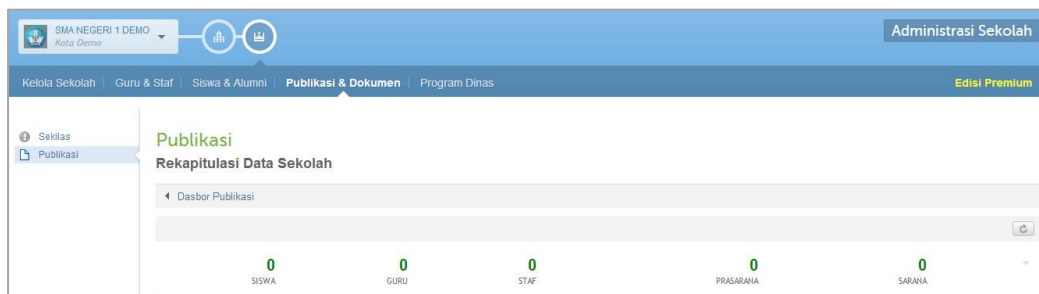 SMA NEGERI 1 DEMO
Kota Demo
Administrasi Sekolah
Kelola Sekolah | Guru & Staf | Siswa & Alumni | Publikasi & Dokumen | Program Dinas
Edisi Premium
Sekilas
Publikasi
Publikasi
Rekapitulasi Data Sekolah
Dasbor Publikasi
0 0 0 0 0
SISWA GURU STAF PRASARANA SARANA